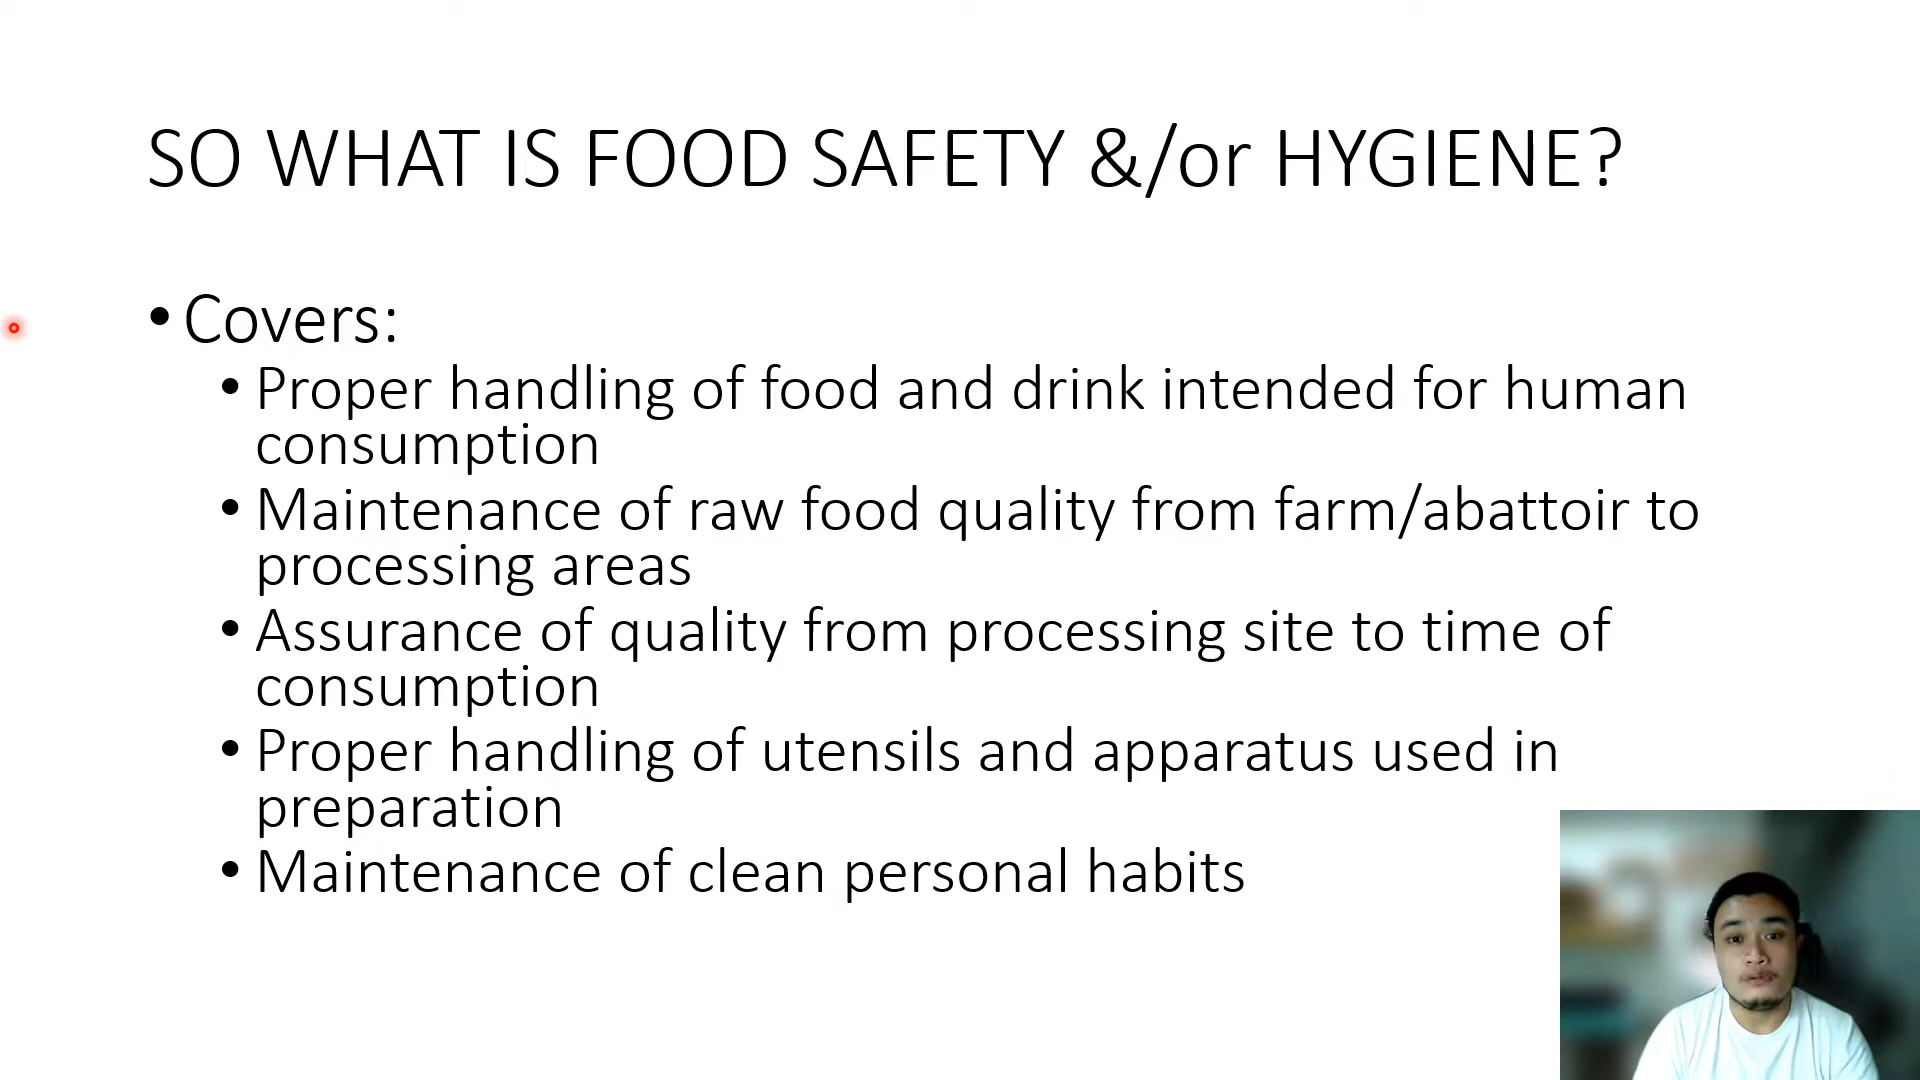 SO WHAT IS FOOD SAFETY &/or HYGIENE?
• Covers:
• Proper handling of food and drink intended for human
consumption
• Maintenance of raw food quality from farm/abattoir to
processing areas
• Assurance of quality from processing site to time of
consumption
• Proper handling of utensils and apparatus used in
preparation
• Maintenance of clean personal habits